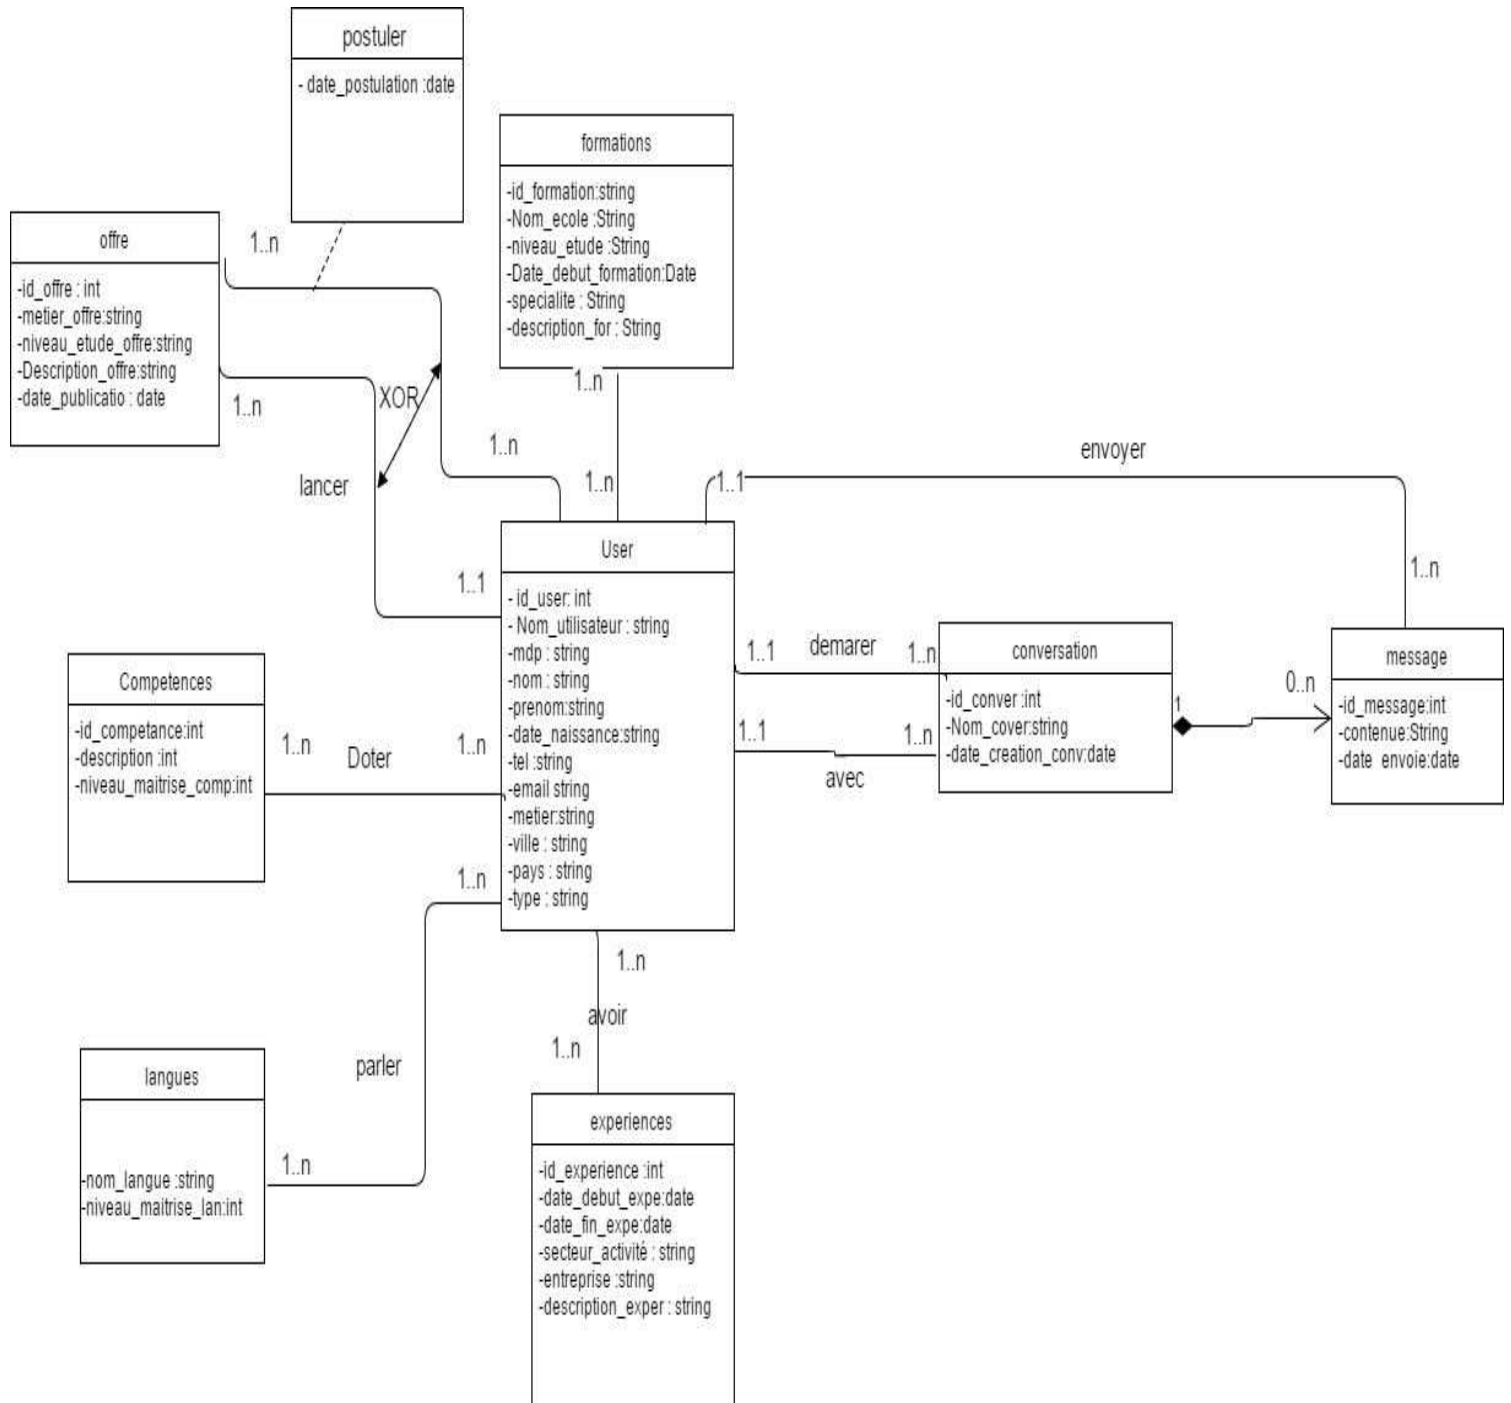 postuler
- date_postulation :date
formations
-id_formation:string
-Nom_ecole :String
-niveau_etude :String
-Date_debut_formation:Date
-specialite : String
-description_for : String
1..n
offre
-id_offre : int
-metier_offre:string
-niveau_etude_offre:string
-Description_offre:string
-date_publicatio : date
1..n
1..n
XOR
lancer
1..n
1..n
1..1
envoyer
1..n
1..1
User
- id_user: int
- Nom_utilisateur : string
-mdp : string
-nom : string
-prenom:string
-date_naissance:string
-tel :string
-email string
-metier:string
-ville : string
-pays : string
-type : string
1..1
demarer
1..n
1..1
avec
1..n
conversation
-id_conver :int
-Nom_cover:string
-date_creation_conv:date
1
0..n
message
-id_message:int
-contenue:String
-date envoie:date
Competences
-id_competance:int
-description :int
-niveau_maitrise_comp:int
1..n
Doter
1..n
1..n
parler
1..n
langues
-nom_langue :string
-niveau_maitrise_lan:int
1..n
avoir
1..n
experiences
-id_experience :int
-date_debut_expe:date
-date_fin_expe:date
-secteur_activité : string
-entreprise :string
-description_exper : string